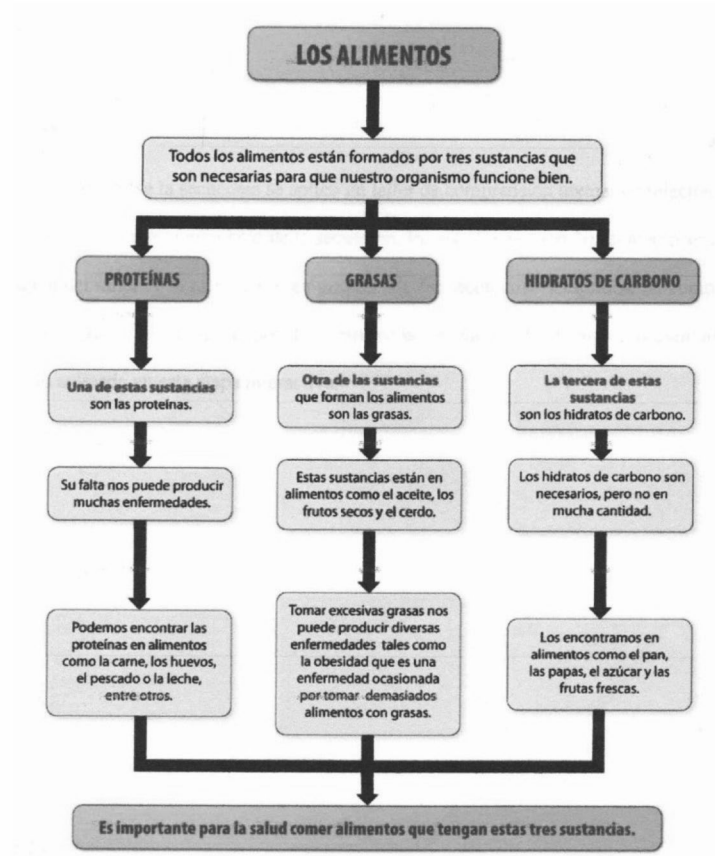 LOS ALIMENTOS
Todos los alimentos están formados por tres sustancias que
son necesarias para que nuestro organismo funcione bien.
PROTEÍNAS
GRASAS
HIDRATOS DE CARBONO
Una de estas sustancias
son las proteínas.
Otra de las sustancias
que forman los alimentos
son las grasas.
La tercera de estas
sustancias
son los hidratos de carbono.
Su falta nos puede producir
muchas enfermedades.
Estas sustancias están en
alimentos como el aceite, los
frutos secos y el cerdo.
Los hidratos de carbono son
necesarios, pero no en
mucha cantidad.
Podemos encontrar las
proteínas en alimentos
como la carne, los huevos,
el pescado o la leche,
entre otros.
Tomar excesivas grasas nos
puede producir diversas
enfermedades tales como
la obesidad que es una
enfermedad ocasionada
por tomar demasiados
alimentos con grasas.
Los encontramos en
alimentos como el pan,
las papas, el azúcar y las
frutas frescas.
Es importante para la salud comer alimentos que tengan estas tres sustancias.